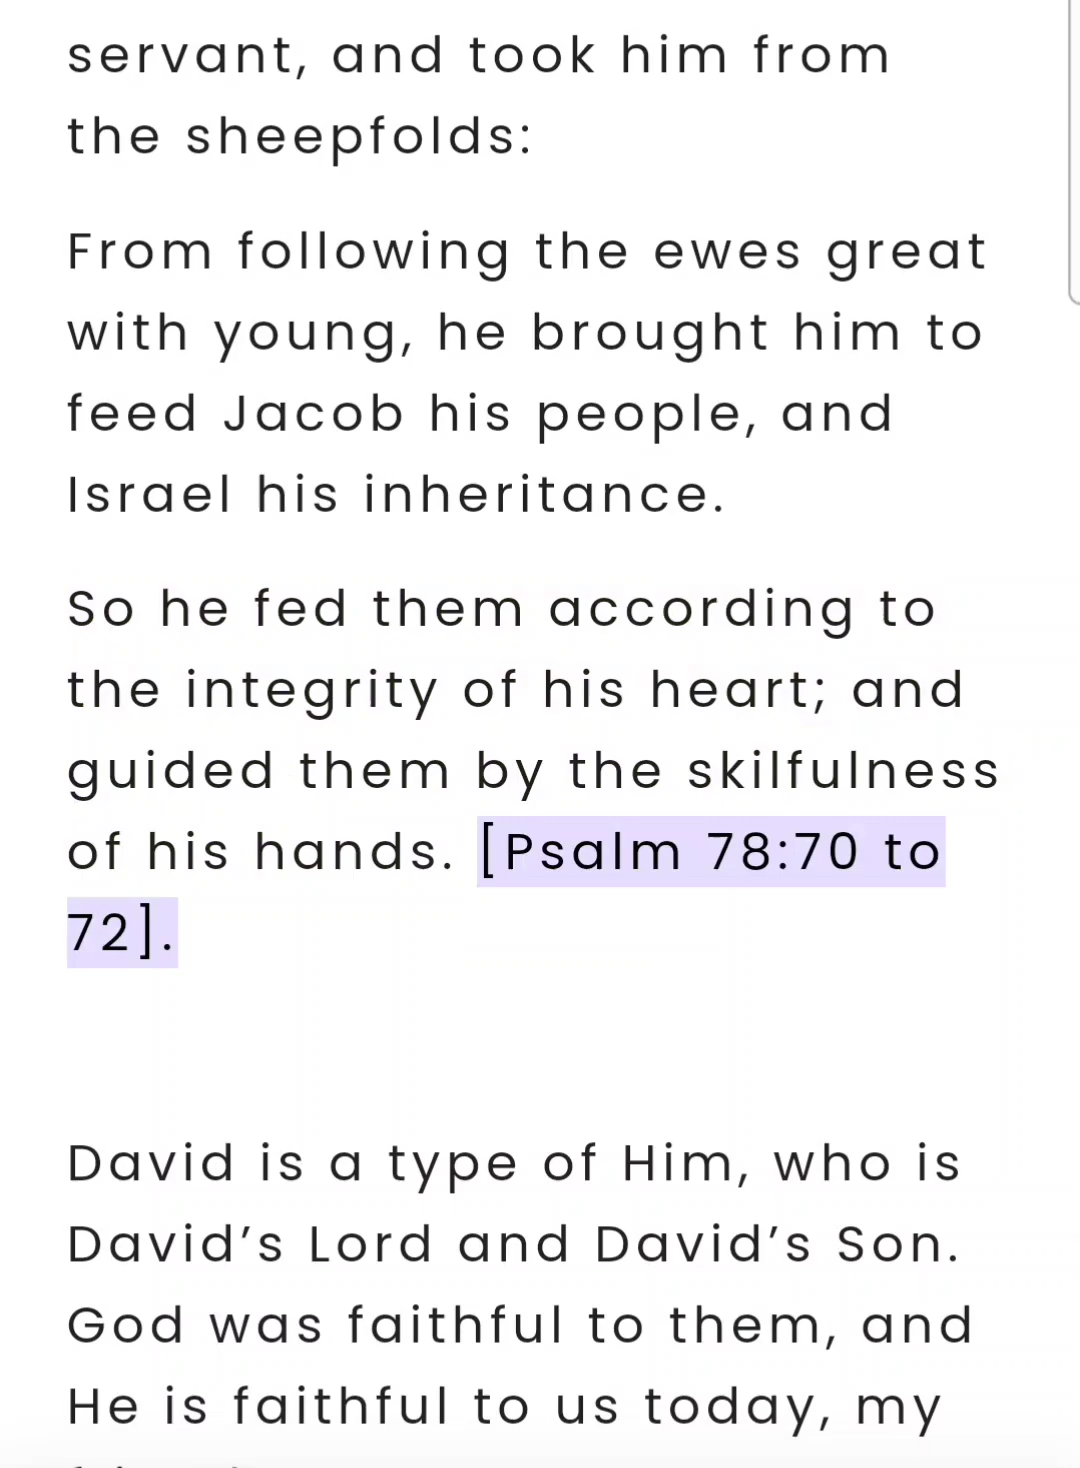 servant, and took him from
the sheepfolds:
From following the ewes great
with young, he brought him to
feed Jacob his people, and
Israel his inheritance.
So he fed them according to
the integrity of his heart; and
guided them by the skilfulness
of his hands. [Psalm 78:70 to
72].
David is a type of Him, who is
David’s Lord and David’s Son.
God was faithful to them, and
He is faithful to us today, my